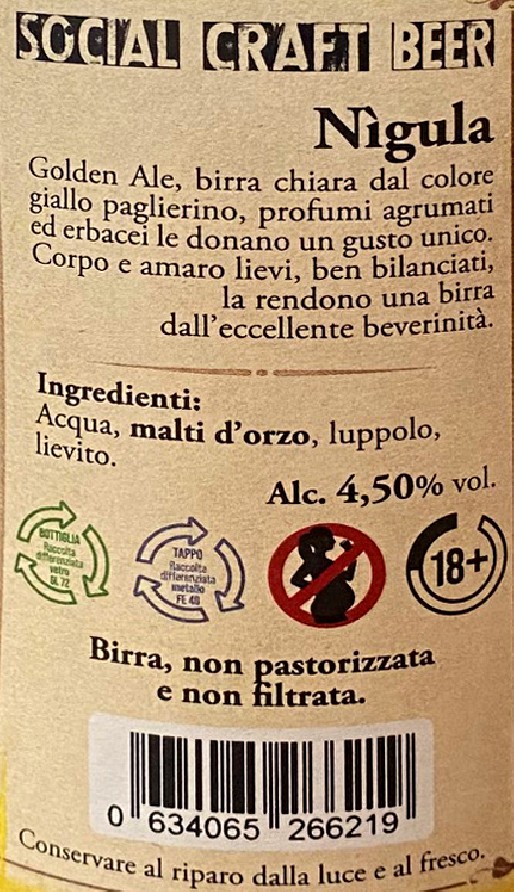 SOCIAL CRAFT BEER
Nìgula
Golden Ale, birra chiara dal colore
giallo paglierino, profumi agrumati
ed erbacei le donano un gusto unico.
Corpo e amaro lievi, ben bilanciati,
la rendono una birra
dall'eccellente beverinità.
Ingredienti:
Acqua, malti d'orzo, luppolo,
lievito.
Alc. 4,50% vol.
BOTTIGLIA
Raccolta
differenziata
vetro
GL 72
TAPPO
Raccolta
differenziata
metallo
FE 40
18+
Birra, non pastorizzata
e non filtrata.
0 634065 266219
Conservare al riparo dalla luce e al fresco.